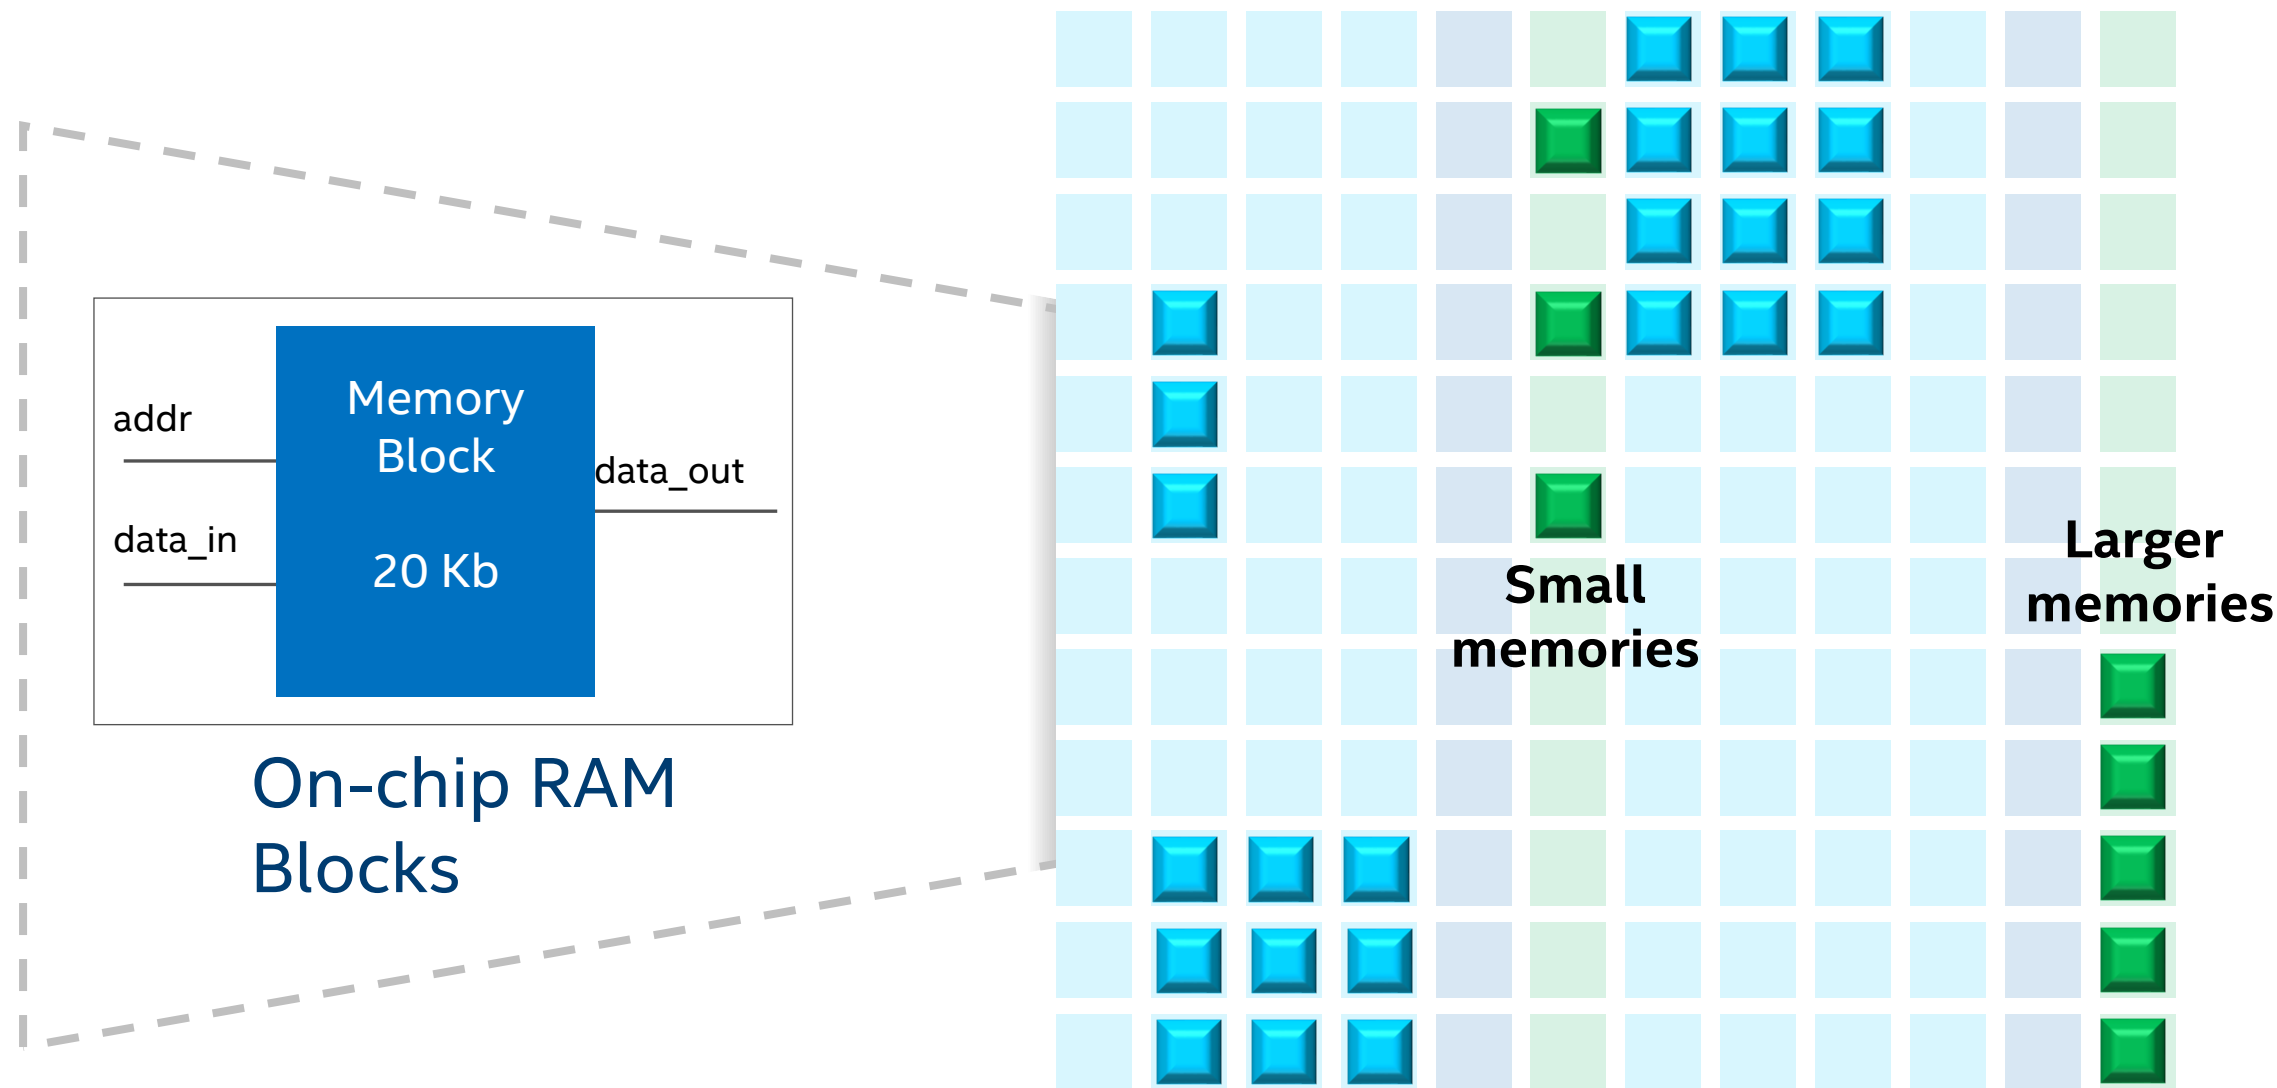 addr
data_in
Memory
Block
20 Kb
data_out
On-chip RAM
Blocks
Small
memories
Larger
memories